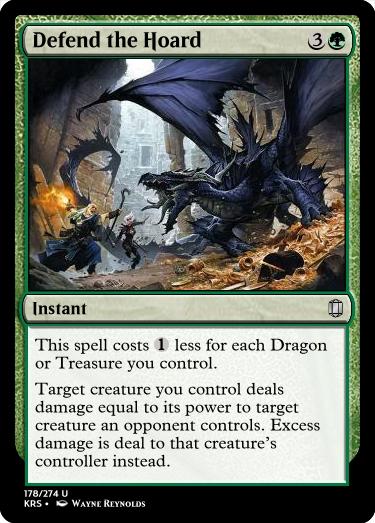 Defend the Hoard 3
Instant
This spell costs 1 less for each Dragon
or Treasure you control.
Target creature you control deals
damage equal to its power to target
creature an opponent controls. Excess
damage is deal to that creature's
controller instead.
178/274 U
KRS • Wayne Reynolds